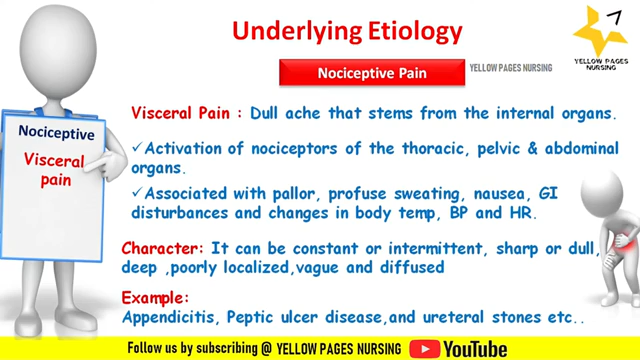 Underlying Etiology
7
YELLOW PAGES
NURSING
Nociceptive Pain
YELLOW PAGES NURSING
Visceral Pain : Dull ache that stems from the internal organs.
Nociceptive
Visceral
pain
✓Activation of nociceptors of the thoracic, pelvic & abdominal
organs.
✓Associated with pallor, profuse sweating, nausea, GI
disturbances and changes in body temp, BP and HR.
Character: It can be constant or intermittent, sharp or dull,
deep ,poorly localized,vague and diffused
Example:
Appendicitis, Peptic ulcer disease,and ureteral stones etc..
Follow us by subscribing @ YELLOW PAGES NURSING YouTube